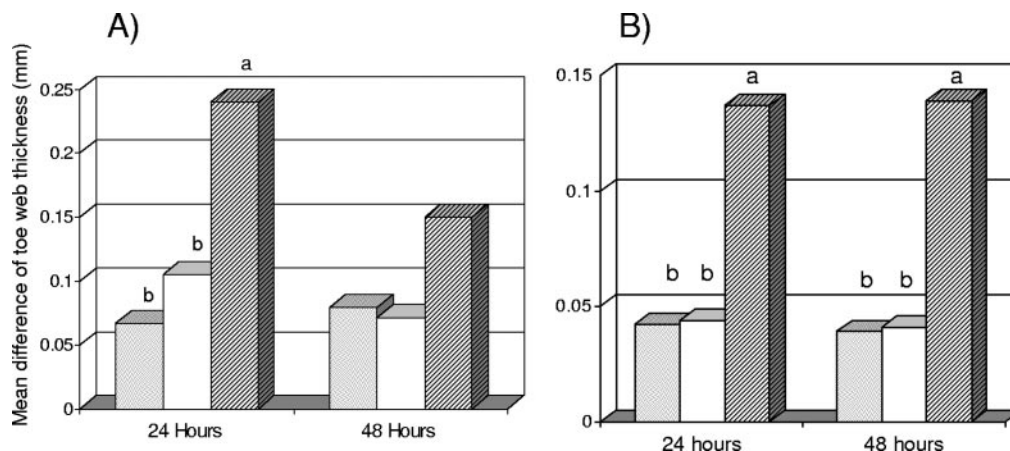 A)
Mean difference of toe web thickness (mm)
0.25
0.2
0.15
0.1
0.05
0
a
b
b
24 Hours
48 Hours
B)
0.15
0.1
0.05
0
a
a
b b
b b
24 hours
48 hours